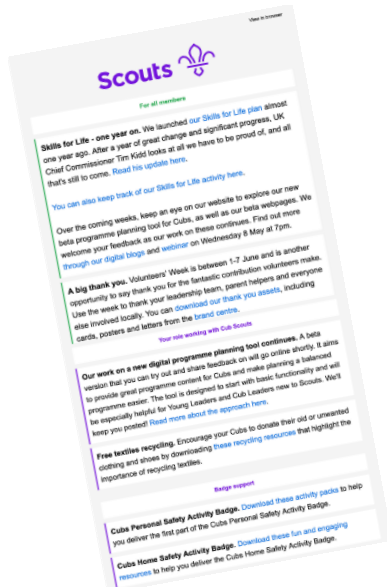 View in browser
Scouts
For all members
Skills for Life - one year on. We launched our Skills for Life plan almost
one year ago. After a year of great change and significant progress, UK
Chief Commissioner Tim Kidd looks at all we have to be proud of, and all
that's still to come. Read his update here.
You can also keep track of our Skills for Life activity here.
Over the coming weeks, keep an eye on our website to explore our new
beta programme planning tool for Cubs, as well as our beta webpages. We
welcome your feedback as our work on these continues. Find out more
through our digital blogs and webinar on Wednesday 8 May at 7pm.
A big thank you. Volunteers' Week is between 1-7 June and is another
opportunity to say thank you for the fantastic contribution volunteers make.
Use the week to thank your leadership team, parent helpers and everyone
else involved locally. You can download our thank you assets, including
cards, posters and letters from the brand centre.
Your role working with Cub Scouts
Our work on a new digital programme planning tool continues. A beta
version that you can try out and share feedback on will go online shortly. It aims
to provide great programme content for Cubs and make planning a balanced
programme easier. The tool is designed to start with basic functionality and will
be especially helpful for Young Leaders and Cub Leaders new to Scouts. We'll
keep you posted! Read more about the approach here.
Free textiles recycling. Encourage your Cubs to donate their old or unwanted
clothing and shoes by downloading these recycling resources that highlight the
importance of recycling textiles.
Badge support
Cubs Personal Safety Activity Badge. Download these activity packs to help
you deliver the first part of the Cubs Personal Safety Activity Badge.
Cubs Home Safety Activity Badge. Download these fun and engaging
resources to help you deliver the Cubs Home Safety Activity Badge.